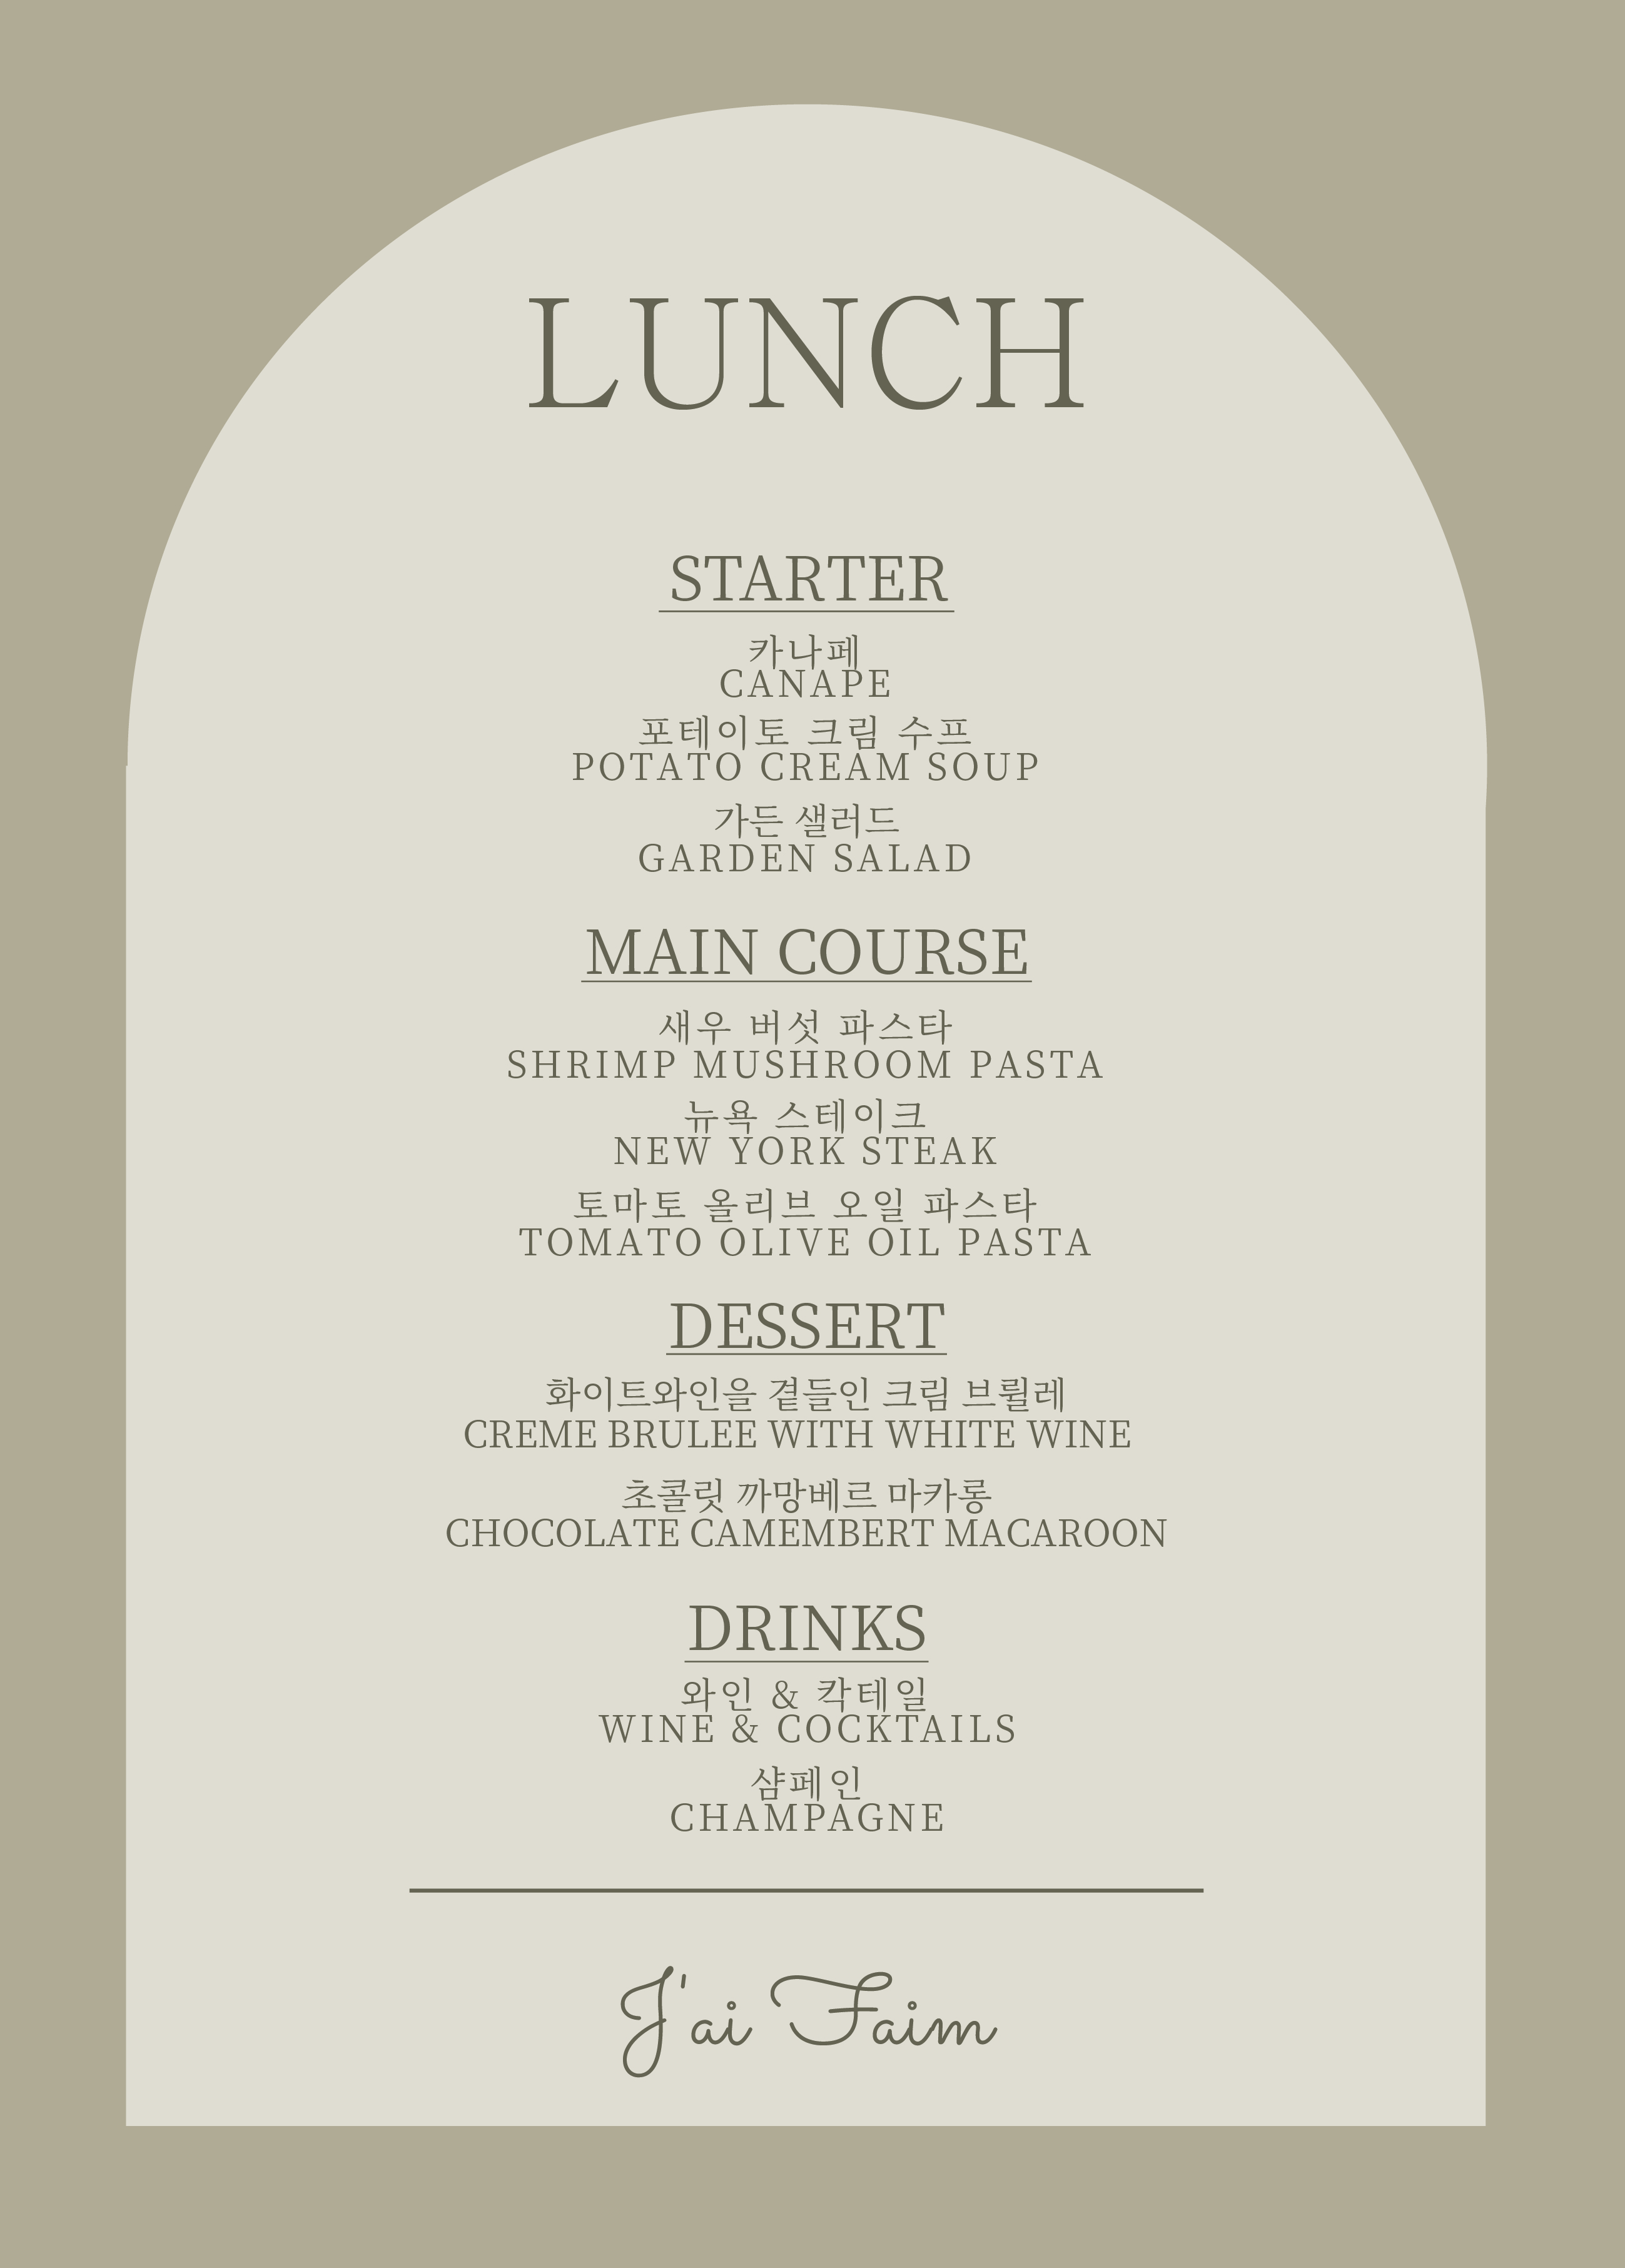 LUNCH
STARTER
카나페
CANAPE
포테이토 크림 수프
POTATO CREAM SOUP
가든 샐러드
GARDEN SALAD
MAIN COURSE
새우 버섯 파스타
SHRIMP MUSHROOM PASTA
뉴욕 스테이크
NEW YORK STEAK
토마토 올리브 오일 파스타
TOMATO OLIVE OIL PASTA
DESSERT
화이트와인을 곁들인 크림 브륄레
CREME BRULEE WITH WHITE WINE
초콜릿 까망베르 마카롱
CHOCOLATE CAMEMBERT MACAROON
DRINKS
와인 & 칵테일
WINE & COCKTAILS
샴페인
CHAMPAGNE
J'ai Faim